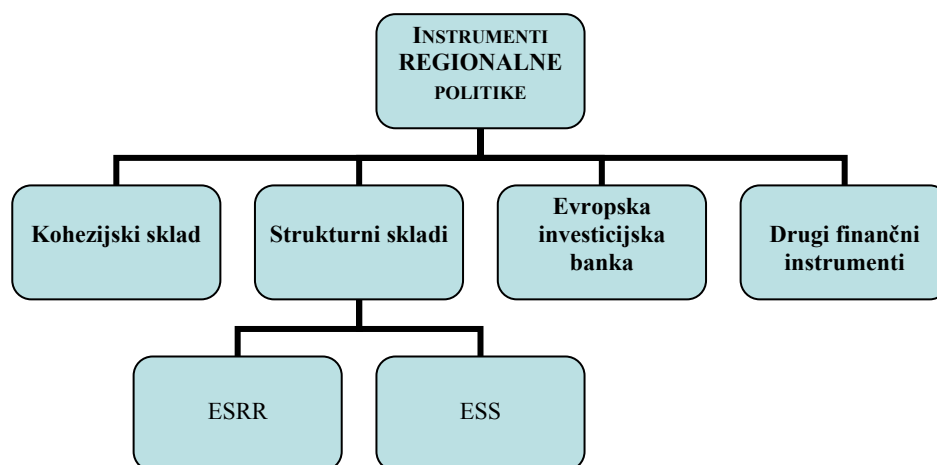 INSTRUMENTI
REGIONALNE
POLITIKE
Kohezijski sklad
Strukturni skladi
Evropska
investicijska
banka
Drugi finančni
instrumenti
ESRR
ESS